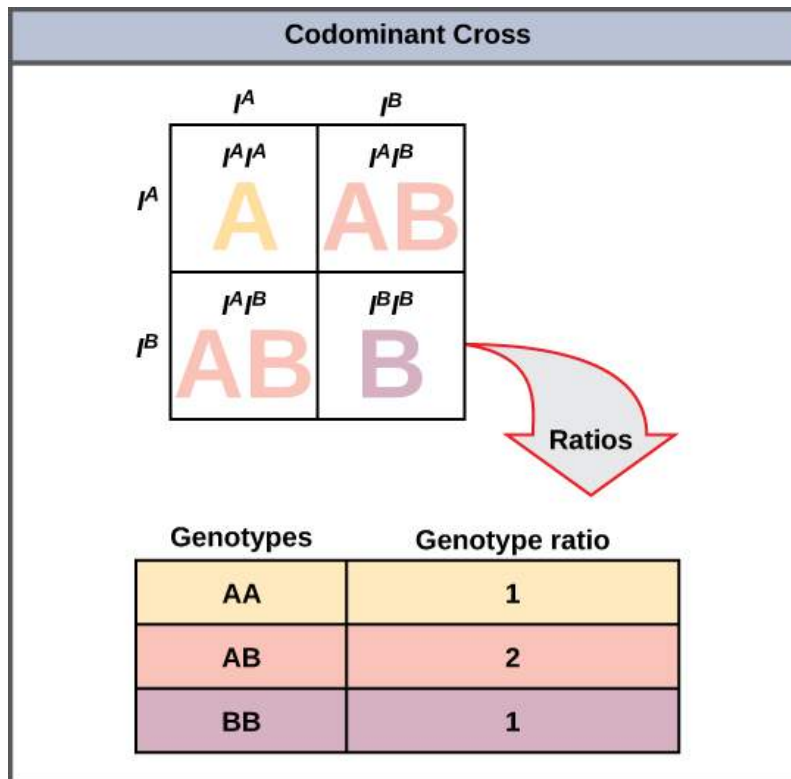 Codominant Cross
I^A I^B
I^A I^AI^A I^AI^B
A AB
I^B I^AI^B I^BI^B
AB B
Ratios
Genotypes Genotype ratio
AA 1
AB 2
BB 1